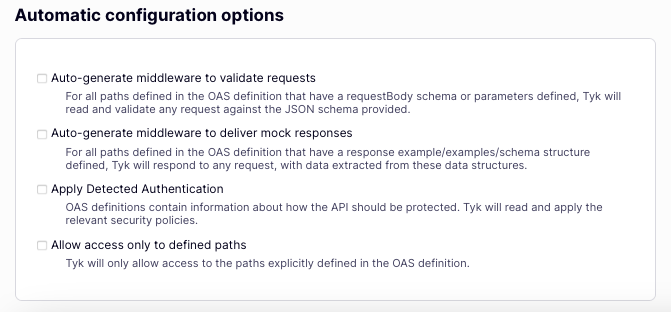 Automatic configuration options
Auto-generate middleware to validate requests
For all paths defined in the OAS definition that have a requestBody schema or parameters defined, Tyk will
read and validate any request against the JSON schema provided.
Auto-generate middleware to deliver mock responses
For all paths defined in the OAS definition that have a response example/examples/schema structure
defined, Tyk will respond to any request, with data extracted from these data structures.
Apply Detected Authentication
OAS definitions contain information about how the API should be protected. Tyk will read and apply the
relevant security policies.
Allow access only to defined paths
Tyk will only allow access to the paths explicitly defined in the OAS definition.